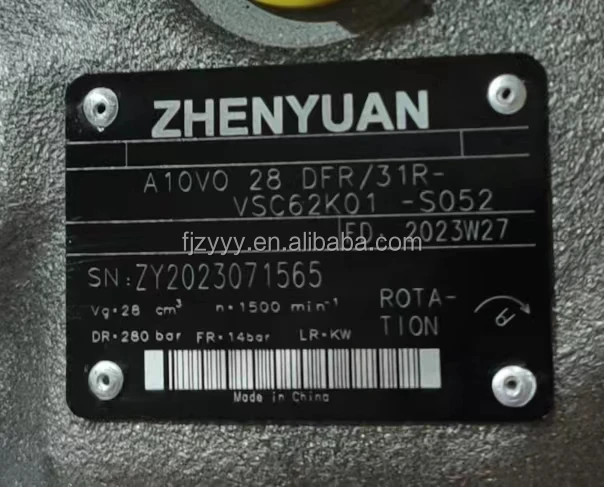 ZHENYUAN
A10VO 28 DFR/31R-
VSC62K01 -S052
FD. 2023W27
fjzyyy.en.alibaba.com
SN:ZY2023071565
Vg=28 cm³ n=1500 min⁻¹
DR=280 bar FR=14bar LR=KW
ROTA-
TION
Made in China